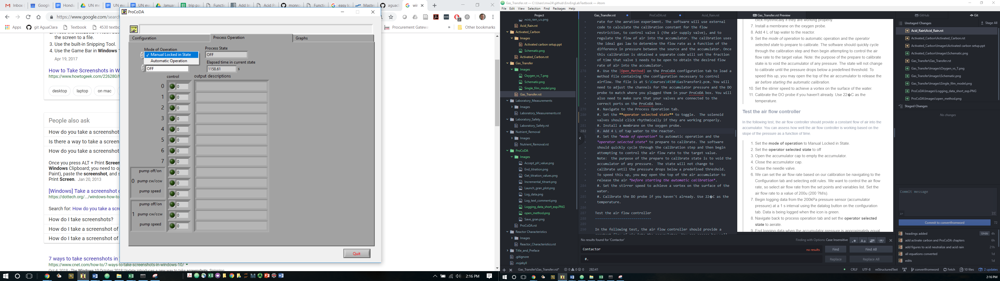 Inbox (
Google
Hondu
UN me
UN eve
UN eve
Januar
trip pa
Functi
Add Im
Acid P
monro
Functi
easy lo
Master
aguac
wir
https://www.google.com/searc
Apps
git AguaClara
Textbook
4530 textbo
Procurement Gatewa
»
Other bookmarks
the screen to a file.
3. Use the built-in Snipping Tool.
4. Use the Game Bar in Windows 1
Apr 19, 2017
How to Take Screenshots in W
https://www.howtogeek.com/226280/h
desktop
laptop
on mac
People also ask
How do you take a screenshot
Is there a way to take a screen
How do you take a screenshot
Once you press ALT + Print Screen
Windows Clipboard; you need to o
Paint), paste the screenshot, and s
Print Screen. Jan 20, 2013
[Windows] Take a screenshot o
https://dottech.org/.../windows-how-to
Search for: How do you take a scre
How do I take screenshots?
How do I take a screenshot of
How do I take a screenshot of
7 ways to take screenshots in
https://www.cnet.com/how-to/7-ways-to-take-screenshots-in-windows-10/
Oct 4, 2018 - The Windows 10 October 2018 Update introduces a new way to take screenshots. Snipping
ProCoDA
Configuration
Process Operation
Graphs
Mode of Operation
✓ Manual Locked in State
Automatic Operation
OFF
Process State
OFF
Elapsed time in current state
1158.61 s
control
output descriptions
0 0
1 0
2 0
3 0
4 0
5 0
6 0
7 0
pump off/on 0
0 pump cw/ccw 0
pump speed 0
pump off/on 0
1 pump cw/ccw 0
pump speed 0
Quit
2:16 PM
Gas_Transfer.rst — C:\Users\mw24\github\EnvEngLabTextbook — Atom
File Edit View Selection Find Packages Help
Project
Acid_rain_US.png
Acid_Rain.rst
Activated_Carbon
Images
Activated carbon setup.ppt
Schematic.png
Activated_Carbon.rst
Gas_Transfer
Images
Oxygen_vs_T.png
Schematic.png
Single_film_model.png
Gas_Transfer.rst
Laboratory_Measurements
Images
Laboratory_Measurements.rst
Laboratory_Safety
Laboratory_Safety.rst
Nutrient_Removal
Images
Nutrient_Removal.rst
ProCoDA
Images
Accept_pH_value.png
End_titration.png
Get_titration_values.png
Incremental_titrant.png
Launch_gran_plot.png
Log_data.png
Log_text_comment.png
Logging_data_short_exp.PNG
open_method.png
Save_gran.png
ProCoDA.rst
Reactor Characteristics
Images
Reactor_Characteristics.rst
Title_and_Preface
.gitignore
.nojekyll
Gas_Transfer.rst
ProCoDA.rst
Acid_Rain.rst
rate for the aeration experiment. The software will use external
code to calculate the calibration constant for the flow
restriction, to control valve 1 (the air supply valve), and to
regulate the flow of air into the accumulator. The calibration uses
the ideal gas law to determine the flow rate as a function of the
difference in pressure between the source and the accumulator. Once
this calibration is obtained a separate code will set the fraction
of time that valve 1 needs to be open to obtain the desired flow
rate of air into the accumulator.
278 #. Use the |Open_Method| on the ProCoDA configuration tab to load a
method file containing the configuration necessary to control
airflow. The file is at S:\Courses\4530\GasTransfer2.pcm. You will
need to adjust the channels for the accumulator pressure and the DO
probe to match where you plugged them in your ProCoDA box. You will
also need to make sure that your valves are connected to the
correct ports on the ProCoDA box.
279 #. Navigate to the Process Operation tab.
280 #. Set the **operator selected state** to toggle. The solenoid
valves should click rhythmically if they are working properly.
281 #. Install a membrane on the oxygen probe.
282 #. Add 4 L of tap water to the reactor.
#. Set the *mode of operation* to automatic operation and the
*operator selected state* to prepare to calibrate. The software
should quickly cycle through the calibration step and then begin
attempting to control the air flow rate to the target value.
Note: the purpose of the prepare to calibrate state is to void the
accumulator of any pressure. The state will not change to
calibrate until the pressure drops below a predefined threshold.
To speed this up, you may open the top of the air accumulator to
release the air *before starting the automatic calibration*.
284 #. Set the stirrer speed to achieve a vortex on the surface of the
water.
285 #. Calibrate the DO probe if you haven't already. Use 22�C as the
temperature.
286
287 Test the air flow controller
288 ----------------------------
289
290 In the following test, the air flow controller should provide a
Gas_Transfer.rst Preview
click rhythmically if they are working properly.
7. Install a membrane on the oxygen probe.
8. Add 4 L of tap water to the reactor.
9. Set the mode of operation to automatic operation and the operator
selected state to prepare to calibrate. The software should quickly cycle
through the calibration step and then begin attempting to control the air
flow rate to the target value. Note: the purpose of the prepare to calibrate
state is to void the accumulator of any pressure. The state will not change
to calibrate until the pressure drops below a predefined threshold. To
speed this up, you may open the top of the air accumulator to release the
air before starting the automatic calibration.
10. Set the stirrer speed to achieve a vortex on the surface of the water.
11. Calibrate the DO probe if you haven't already. Use 22�C as the
temperature.
Test the air flow controller
In the following test, the air flow controller should provide a constant flow of air into the
accumulator. You can assess how well the air flow controller is working based on the
slope of the pressure as a function of time.
1. Set the mode of operation to Manual Locked in State.
2. Set the operator selected state to off
3. Open the accumulator cap to empty the accumulator.
4. Close the accumulator cap.
5. Close the needle valve.
6. We can set the air flow rate based on our calibration be navigating to the
Configuration tab and selecting edit rules. We want to control the air flow
rate, so select air flow rate from the set points and variables list. Set the
air flow rate to a value of 200u (200 ?M/s).
7. Begin logging data from the 200kPa pressure sensor (accumulator
pressure) at a 1 s interval using the datalog button on the configuration
tab. Data is being logged when the icon is green.
8. Navigate back to process operation tab and set the operator selected
state to aerate.
9. End logging data when the accumulator pressure is approximately equal
No results found for 'Contactor'
Finding with Options: Case Insensitive
.* Aa
Contactor
no results
Find
Find All
#.
Replace
Replace All
GitHub
Git
Unstaged Changes
Stage All
Acid_Rain\Acid_Rain.rst
Activated_Carbon\Activated_Carbon.rst
Activated_Carbon\Images\Activated carbon setup.ppt
Activated_Carbon\Images\Schematic.png
Gas_Transfer\Gas_Transfer.rst
Gas_Transfer\Images\Oxygen_vs_T.png
Gas_Transfer\Images\Schematic.png
Gas_Transfer\Images\Single_film_model.png
ProCoDA\Images\Logging_data_short_exp.PNG
ProCoDA\Images\open_method.png
Staged Changes
No changes
Commit message
Commit to convertfromword
72
headings added Undo 4h
add activate carbon and ProCoDA chapters 6h
add figures to acid neutralize and acid rain 21h
all equations converted 1d
edits 1d
Gas_Transfer\Gas_Transfer.rst*
0 0 0
282:41
CRLF
UTF-8
reStructuredText
convertfromword
Fetch
10 files
2 updates
2:16 PM